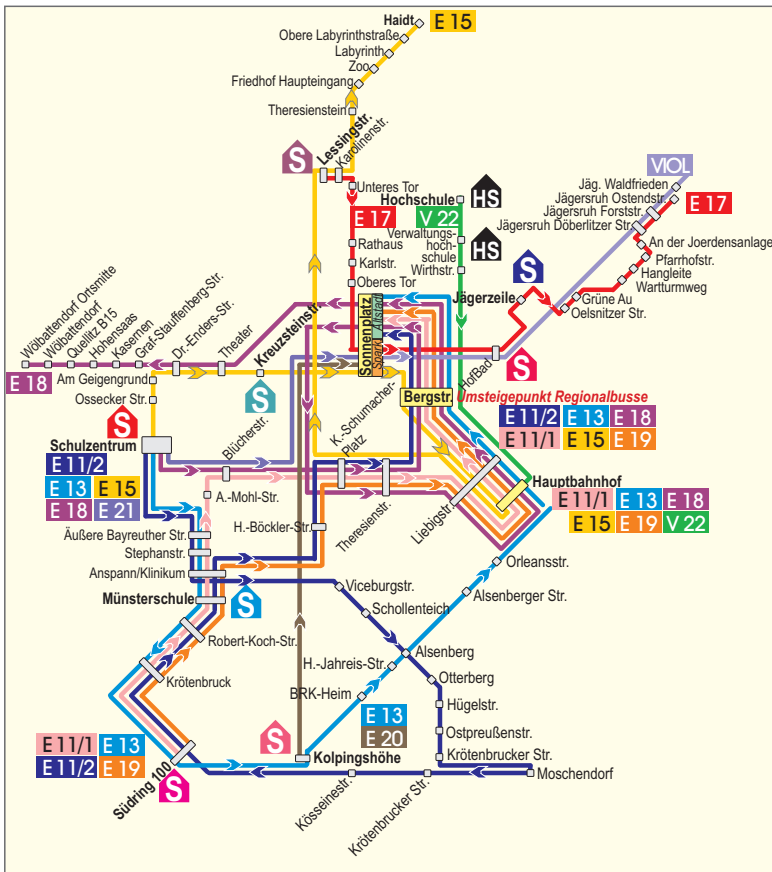 Haidt
E 15
Obere Labyrinthstraße
Labyrinth
Zoo
Friedhof Haupteingang
Theresienstein
Lessingstr.
Karolinenstr.
S
Unteres Tor
Hochschule
HS
VIOL
Jäg. Waldfrieden
Jägersruh Ostendstr.
Jägersruh Forststr.
Jägersruh Döberlitzer Str.
E 17
E 17
V 22
Verwaltungs-
hoch-
schule
HS
Wirthstr.
Rathaus
Karlstr.
Oberes Tor
An der Joerdensanlage
Pfarrhofstr.
Hangleite
Wartturmweg
S
Jägerzeile
Grüne Au
Oelsnitzer Str.
Sonnenplatz
Spark.
Altstadt
Wölbattendorf Ortsmitte
Wölbattendorf
Quellitz B15
Hohensaas
Kasernen
Graf-Stauffenberg-Str.
Dr.-Enders-Str.
Theater
Kreuzsteinstr.
HofBad
S
E 18
Am Geigengrund
Ossecker Str.
S
S
Bergstr.
Umsteigepunkt Regionalbusse
E 11/2
E 13
E 18
E 11/1
E 15
E 19
K.-Schumacher-
Platz
Blücherstr.
Schulzentrum
E 11/2
E 13
E 15
E 18
E 21
A.-Mohl-Str.
H.-Böckler-Str.
Theresienstr.
Liebigstr.
Hauptbahnhof
E 11/1
E 13
E 18
E 15
E 19
V 22
Äußere Bayreuther Str.
Stephanstr.
Anspann/Klinikum
Münsterschule
S
Orleansstr.
Alsenberger Str.
Viceburgstr.
Schollenteich
Robert-Koch-Str.
Krötenbruck
Alsenberg
H.-Jahreis-Str.
BRK-Heim
Otterberg
Hügelstr.
Ostpreußenstr.
Krötenbrucker Str.
E 13
E 20
S
Kolpingshöhe
E 11/1
E 13
E 11/2
E 19
Südring 100
S
Kösseinestr.
Krötenbrucker Str.
Moschendorf